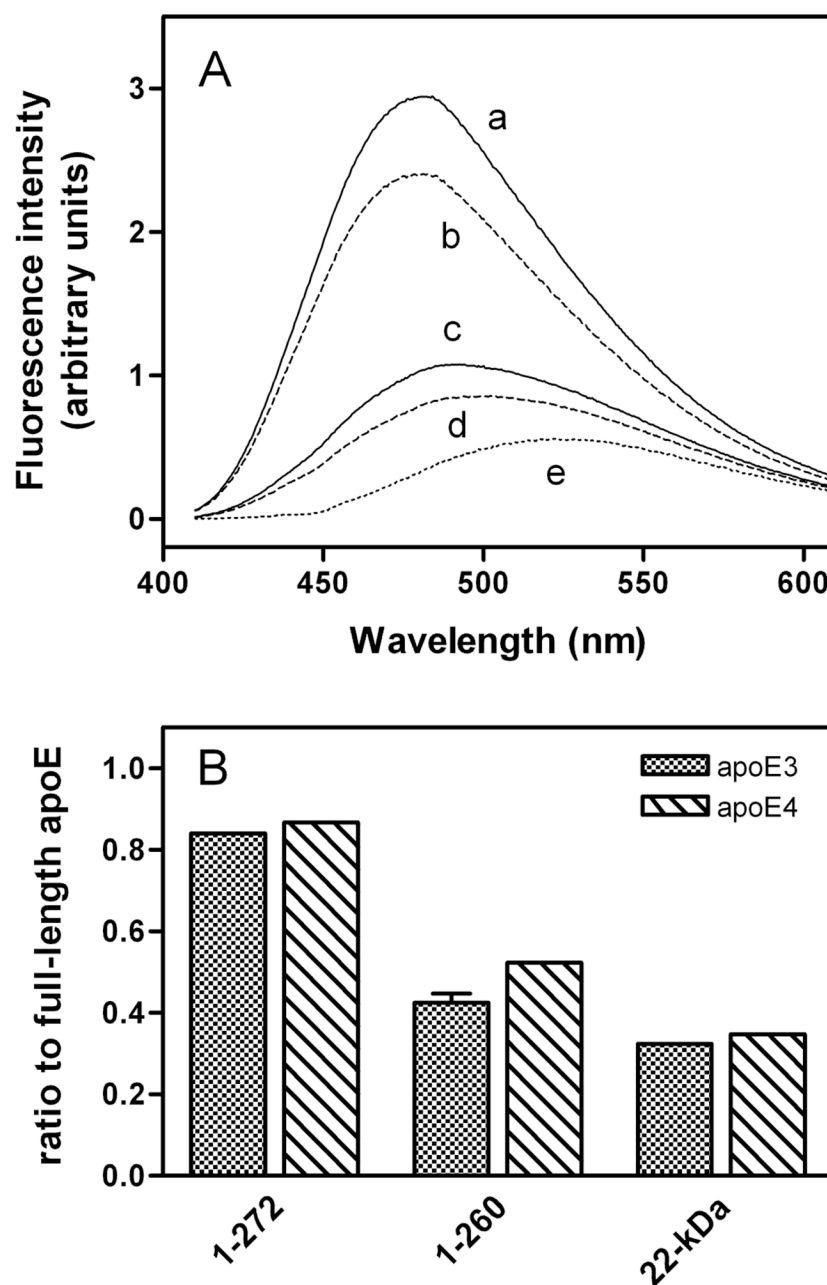 A
3
2
1
0
Fluorescence intensity
(arbitrary units)
a
b
c
d
e
400 450 500 550 600
Wavelength (nm)
B
apoE3
apoE4
1.0
0.8
0.6
0.4
0.2
0.0
ratio to full-length apoE
1-272 1-260 22-kDa